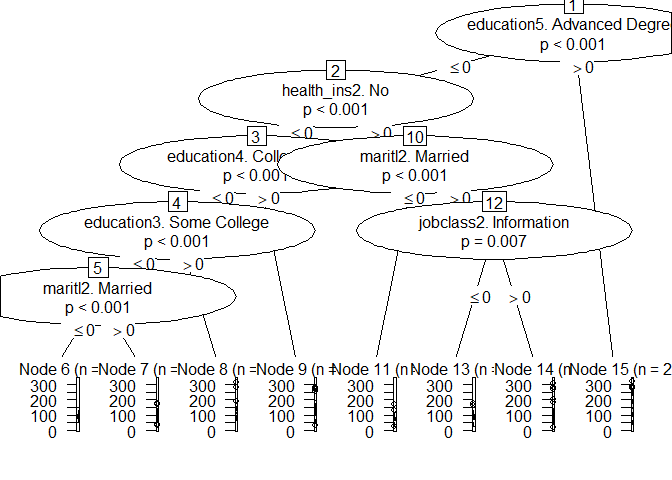 1
education5. Advanced Degre
p < 0.001
≤ 0
> 0
2
health_ins2. No
p < 0.001
≤ 0
> 0
3
education4. Colle
p < 0.001
≤ 0
> 0
10
maritl2. Married
p < 0.001
≤ 0
> 0
4
education3. Some College
p < 0.001
≤ 0
> 0
12
jobclass2. Information
p = 0.007
≤ 0
> 0
5
maritl2. Married
p < 0.001
≤ 0
> 0
Node 6 (n =
Node 7 (n =
Node 8 (n =
Node 9 (n =
Node 11 (n
Node 13 (n
Node 14 (n
Node 15 (n = 2
300 300 300 300 300 300 300 300
200 200 200 200 200 200 200 200
100 100 100 100 100 100 100 100
0 0 0 0 0 0 0 0